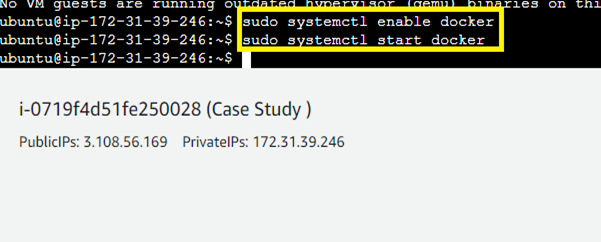 No VM guests are running outdated hypervisor (qemu) binaries on thi
ubuntu@ip-172-31-39-246:~$ sudo systemctl enable docker
ubuntu@ip-172-31-39-246:~$ sudo systemctl start docker
ubuntu@ip-172-31-39-246:~$
i-0719f4d51fe250028 (Case Study )
PublicIPs: 3.108.56.169 PrivateIPs: 172.31.39.246